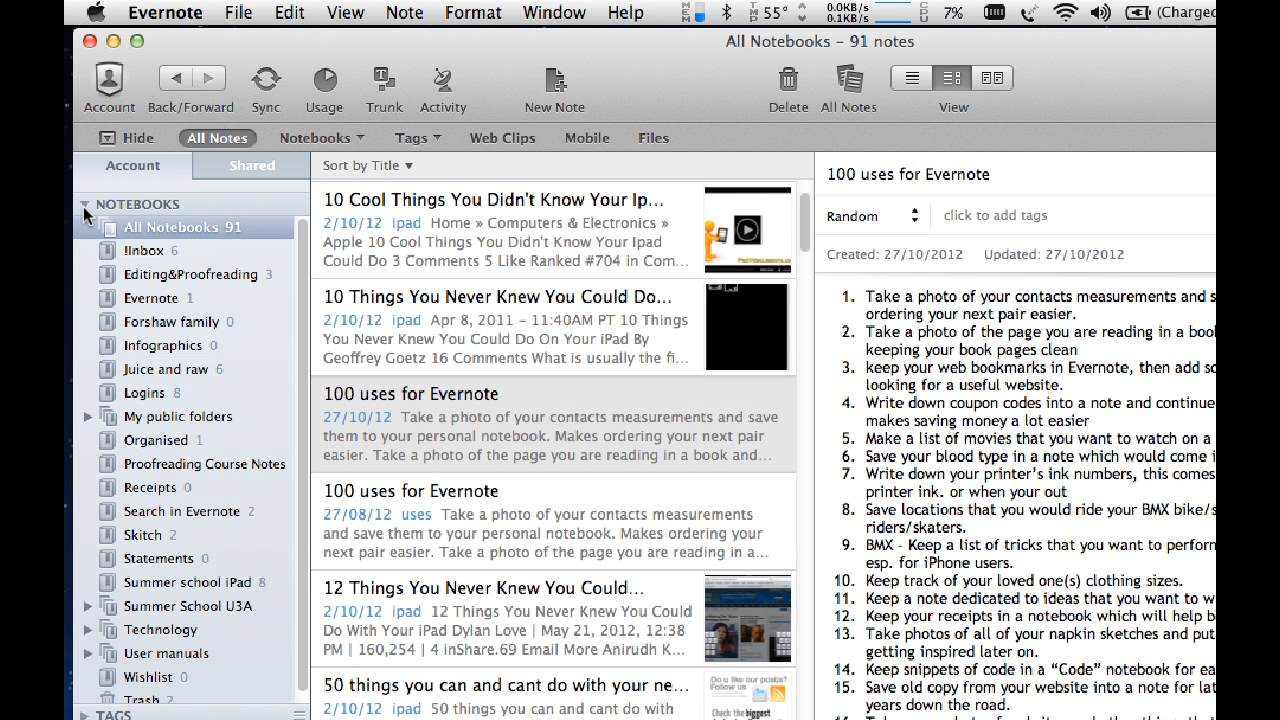 Evernote File Edit View Note Format Window Help MEM TMP 55° 0.0KB/s 0.1KB/s CPU 7% (Charged
All Notebooks – 91 notes
Account Back/Forward Sync Usage Trunk Activity New Note Delete All Notes View
Hide All Notes Notebooks Tags Web Clips Mobile Files
Account Shared
NOTEBOOKS
All Notebooks 91
!Inbox 6
Editing&Proofreading 3
Evernote 1
Forshaw family 0
Infographics 0
Juice and raw 6
Logins 8
My public folders
Organised 1
Proofreading Course Notes
Receipts 0
Search in Evernote 2
Skitch 2
Statements 0
Summer school iPad 8
Summer School U3A
Technology
User manuals
Wishlist 0
Trash 2
TAGS
Sort by Title
10 Cool Things You Didn't Know Your Ip...
2/10/12 ipad Home » Computers & Electronics »
Apple 10 Cool Things You Didn't Know Your Ipad
Could Do 3 Comments 5 Like Ranked #704 in Com...
10 Things You Never Knew You Could Do...
2/10/12 ipad Apr 8, 2011 – 11:40AM PT 10 Things
You Never Knew You Could Do On Your iPad By
Geoffrey Goetz 16 Comments What is usually the fi...
100 uses for Evernote
27/10/12 Take a photo of your contacts measurements and save
them to your personal notebook. Makes ordering your next pair
easier. Take a photo of the page you are reading in a book and...
100 uses for Evernote
27/08/12 uses Take a photo of your contacts measurements
and save them to your personal notebook. Makes ordering your
next pair easier. Take a photo of the page you are reading in a...
12 Things You Never Knew You Could...
2/10/12 ipad 12 Things You Never Knew You Could
Do With Your iPad Dylan Love | May 21, 2012, 12:38
PM | 160,254 | 4 inShare.69 Email More Anirudh K...
50 things you can and cant do with your ne...
2/10/12 ipad 50 things you can and cant do with
Do u like our posts?
Follow us
Check the biggest
100 uses for Evernote
Random click to add tags
Created: 27/10/2012 Updated: 27/10/2012
1. Take a photo of your contacts measurements and s
ordering your next pair easier.
2. Take a photo of the page you are reading in a boo
keeping your book pages clean
3. keep your web bookmarks in Evernote, then add so
looking for a useful website.
4. Write down coupon codes into a note and continue
makes saving money a lot easier
5. Make a list of movies that you want to watch on a
6. Save your blood type in a note which would come i
7. Write down your printer's ink numbers, this comes
printer ink. or when your out
8. Save locations that you would ride your BMX bike/s
riders/skaters.
9. BMX - Keep a list of tricks that you want to perform
esp. for iPhone users.
10. Keep track of your loved one(s) clothing sizes.
11. Keep a note dedicated to ideas that you want to w
12. Keep your receipts in a notebook which will help b
13. Take photos of all of your napkin sketches and put
getting inspired later on.
14. Keep snippets of code in a “Code” notebook for ea
15. Save old copy from your website into a note for lat
years down the road.